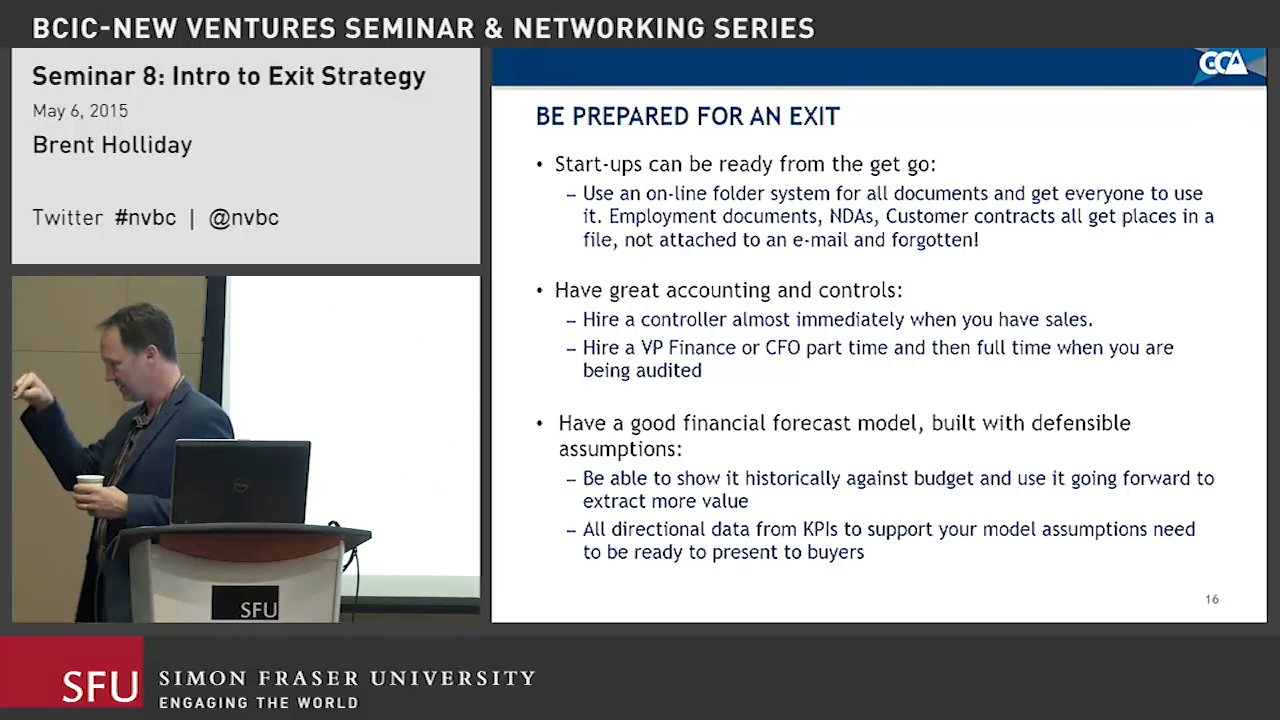 BCIC-NEW VENTURES SEMINAR & NETWORKING SERIES
Seminar 8: Intro to Exit Strategy
May 6, 2015
Brent Holliday
Twitter #nvbc | @nvbc
GCA
BE PREPARED FOR AN EXIT
• Start-ups can be ready from the get go:
– Use an on-line folder system for all documents and get everyone to use
it. Employment documents, NDAs, Customer contracts all get places in a
file, not attached to an e-mail and forgotten!
• Have great accounting and controls:
– Hire a controller almost immediately when you have sales.
– Hire a VP Finance or CFO part time and then full time when you are
being audited
• Have a good financial forecast model, built with defensible
assumptions:
– Be able to show it historically against budget and use it going forward to
extract more value
– All directional data from KPIs to support your model assumptions need
to be ready to present to buyers
16
SFU
SFU
SIMON FRASER UNIVERSITY
ENGAGING THE WORLD